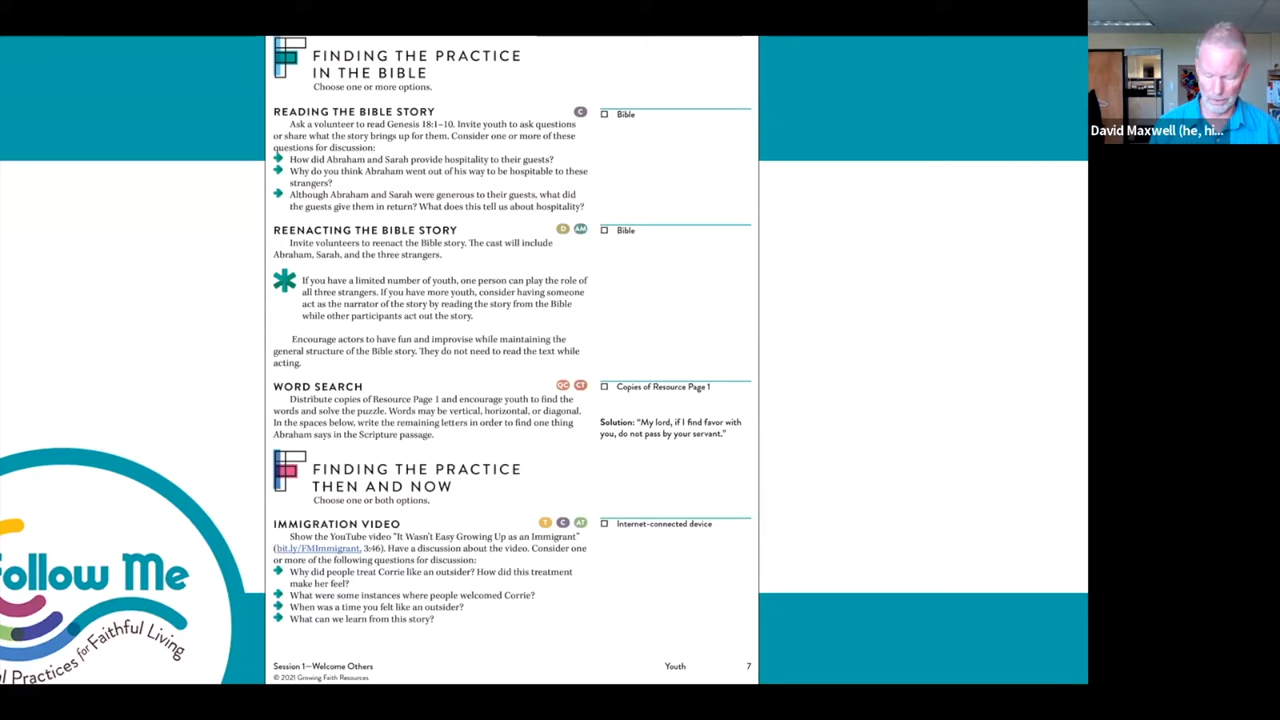 FINDING THE PRACTICE
IN THE BIBLE
Choose one or more options.
READING THE BIBLE STORY
C
Bible
Ask a volunteer to read Genesis 18:1–10. Invite youth to ask questions
or share what the story brings up for them. Consider one or more of these
questions for discussion:
How did Abraham and Sarah provide hospitality to their guests?
Why do you think Abraham went out of his way to be hospitable to these
strangers?
Although Abraham and Sarah were generous to their guests, what did
the guests give them in return? What does this tell us about hospitality?
REENACTING THE BIBLE STORY
D AM
Bible
Invite volunteers to reenact the Bible story. The cast will include
Abraham, Sarah, and the three strangers.
If you have a limited number of youth, one person can play the role of
all three strangers. If you have more youth, consider having someone
act as the narrator of the story by reading the story from the Bible
while other participants act out the story.
Encourage actors to have fun and improvise while maintaining the
general structure of the Bible story. They do not need to read the text while
acting.
WORD SEARCH
QC CT
Copies of Resource Page 1
Distribute copies of Resource Page 1 and encourage youth to find the
words and solve the puzzle. Words may be vertical, horizontal, or diagonal.
In the spaces below, write the remaining letters in order to find one thing
Abraham says in the Scripture passage.
Solution: “My lord, if I find favor with
you, do not pass by your servant.”
FINDING THE PRACTICE
THEN AND NOW
Choose one or both options.
IMMIGRATION VIDEO
T C AT
Internet-connected device
Show the YouTube video “It Wasn't Easy Growing Up as an Immigrant”
(bit.ly/FMImmigrant, 3:46). Have a discussion about the video. Consider one
or more of the following questions for discussion:
Why did people treat Corrie like an outsider? How did this treatment
make her feel?
What were some instances where people welcomed Corrie?
When was a time you felt like an outsider?
What can we learn from this story?
Session 1—Welcome Others
Youth
7
© 2021 Growing Faith Resources
ollow Me
l Practices for Faithful Living
David Maxwell (he, hi...